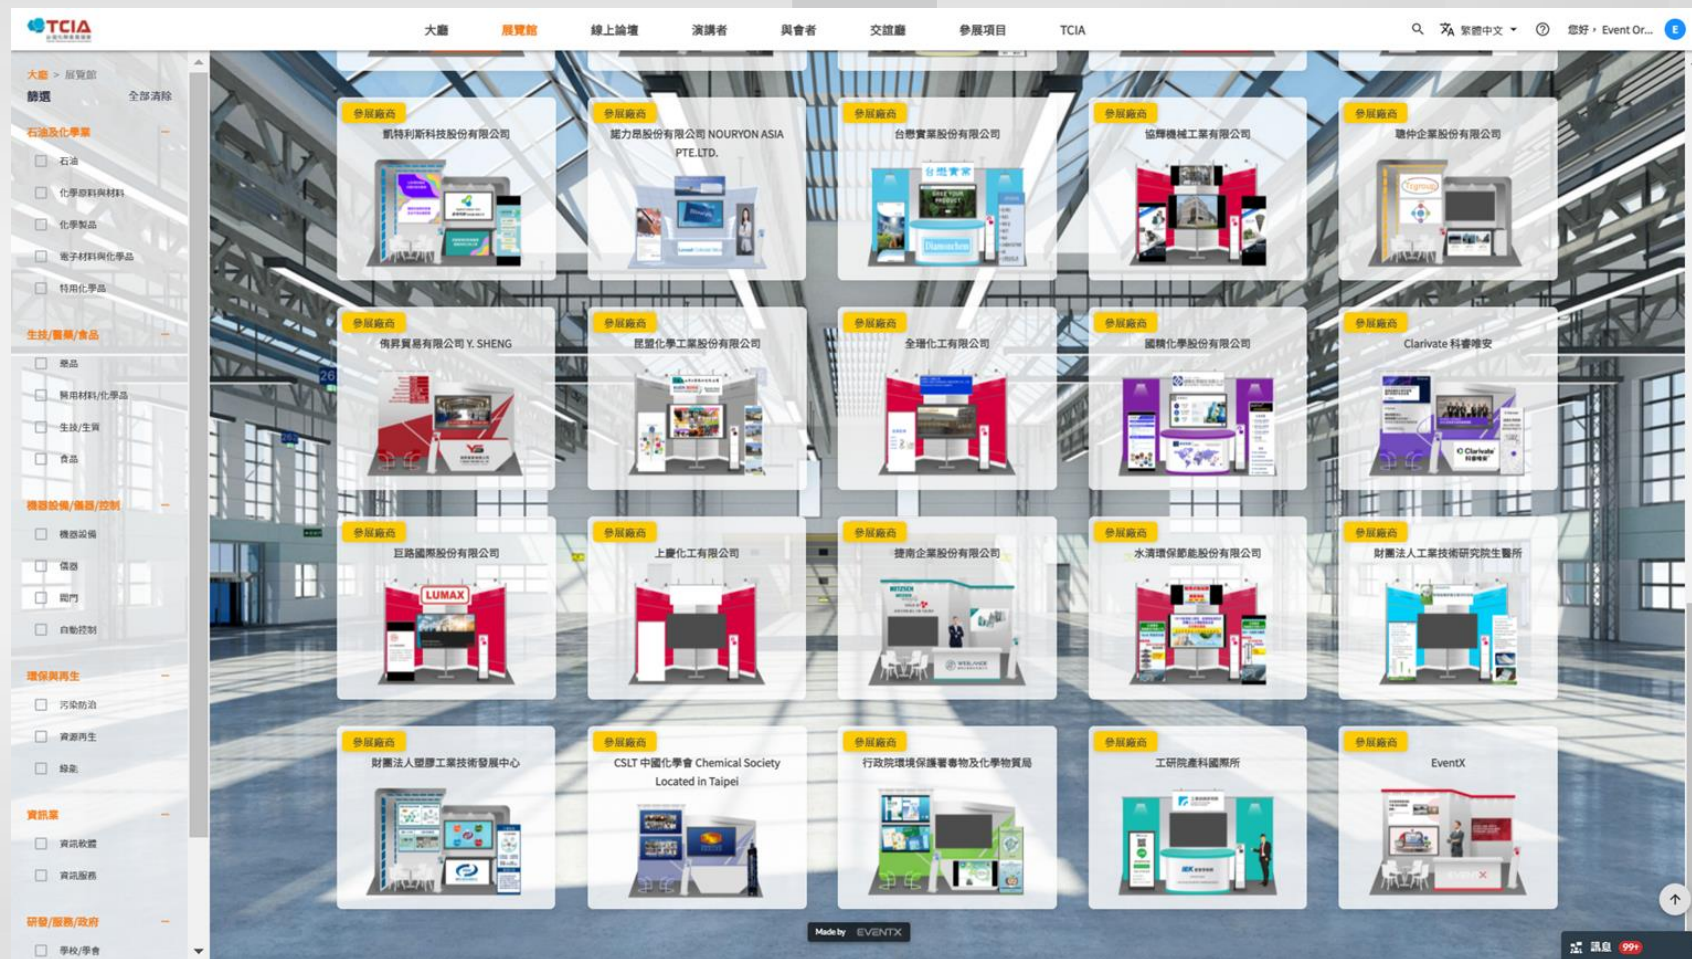 TCIA
大廳
展覽館
線上論壇
演講者
與會者
交誼廳
參展項目
TCIA
繁體中文
您好，Event Or...
E
大廳 > 展覽館
篩選
全部清除
石油及化學業
石油
化學原料與材料
化學製品
電子材料與化學品
特用化學品
生技/醫藥/食品
藥品
醫用材料/化學品
生技/生質
食品
機器設備/儀器/控制
機器設備
儀器
閥門
自動控制
環保與再生
污染防治
資源再生
綠能
資訊業
資訊軟體
資訊服務
研發/服務/政府
學校/學會
參展廠商
凱特利斯科技股份有限公司
參展廠商
諾力昂股份有限公司 NOURYON ASIA
PTE.LTD.
參展廠商
台懋實業股份有限公司
台懋實業
Diamonchem
參展廠商
協輝機械工業有限公司
參展廠商
聰仲企業股份有限公司
Tcgroup
參展廠商
侑昇貿易有限公司 Y. SHENG
YS
參展廠商
昆盟化學工業股份有限公司
參展廠商
全瑨化工有限公司
參展廠商
國精化學股份有限公司
參展廠商
Clarivate 科睿唯安
Clarivate
科睿唯安
參展廠商
巨路國際股份有限公司
LUMAX
參展廠商
上慶化工有限公司
參展廠商
捷南企業股份有限公司
NETZSCH
參展廠商
水清環保節能股份有限公司
參展廠商
財團法人工業技術研究院生醫所
參展廠商
財團法人塑膠工業技術發展中心
參展廠商
CSLT 中國化學會 Chemical Society
Located in Taipei
參展廠商
行政院環境保護署毒物及化學物質局
參展廠商
工研院產科國際所
參展廠商
EventX
EVENTX
Made by EVENTX
訊息 99+